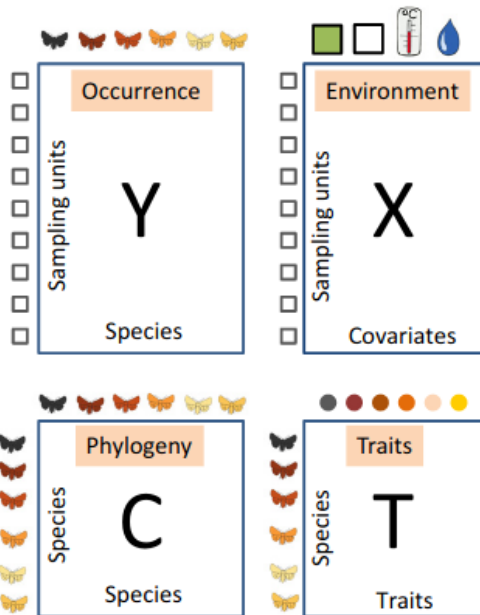 °C
Occurrence
Environment
Sampling units
Y
Sampling units
X
Species
Covariates
Phylogeny
Traits
Species
C
Species
T
Species
Traits